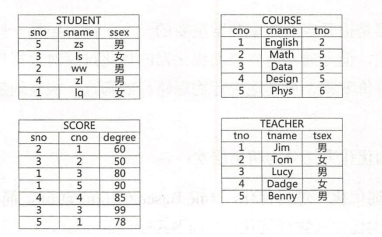 STUDENT
sno sname ssex
5 zs 男
3 ls 女
2 ww 男
4 zl 男
1 lq 女
COURSE
cno cname tno
1 English 2
2 Math 5
3 Data 3
4 Design 5
5 Phys 6
SCORE
sno cno degree
2 1 60
3 2 50
1 3 80
1 5 90
4 4 85
3 3 99
5 1 78
TEACHER
tno tname tsex
1 Jim 男
2 Tom 女
3 Lucy 男
4 Dadge 女
5 Benny 男